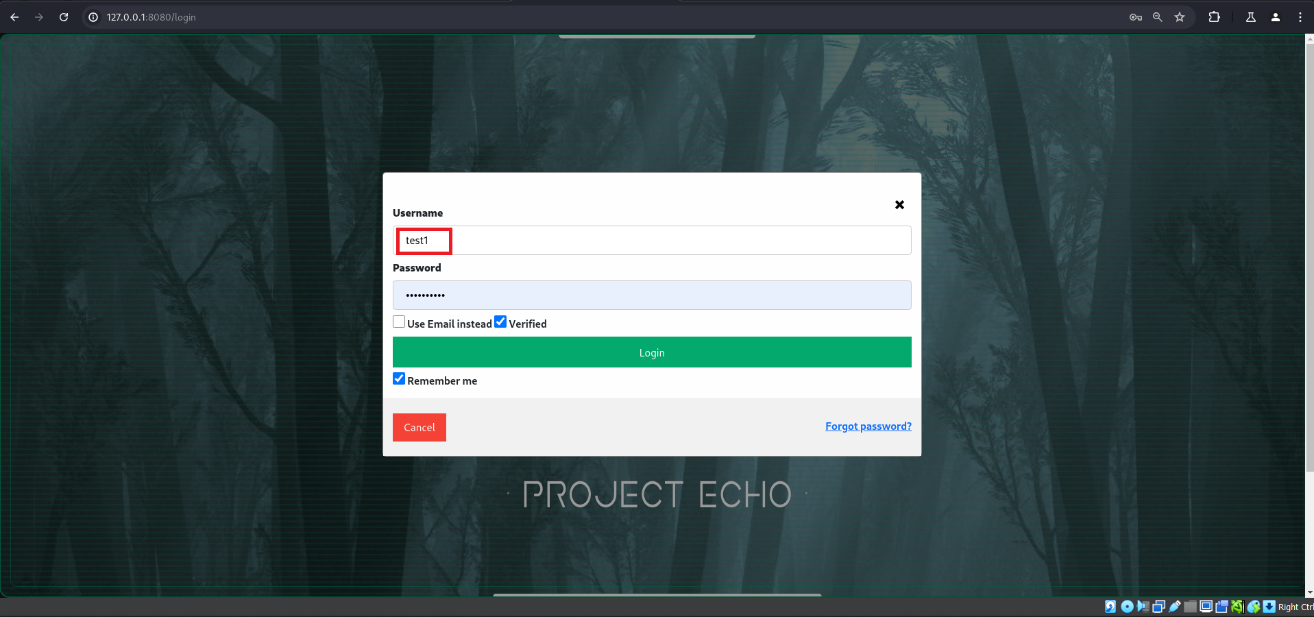 127.0.0.1:8080/login
Username
test1
Password
••••••••••
Use Email instead Verified
Login
Remember me
Cancel
Forgot password?
· PROJECT ECHO ·
Right Ctrl